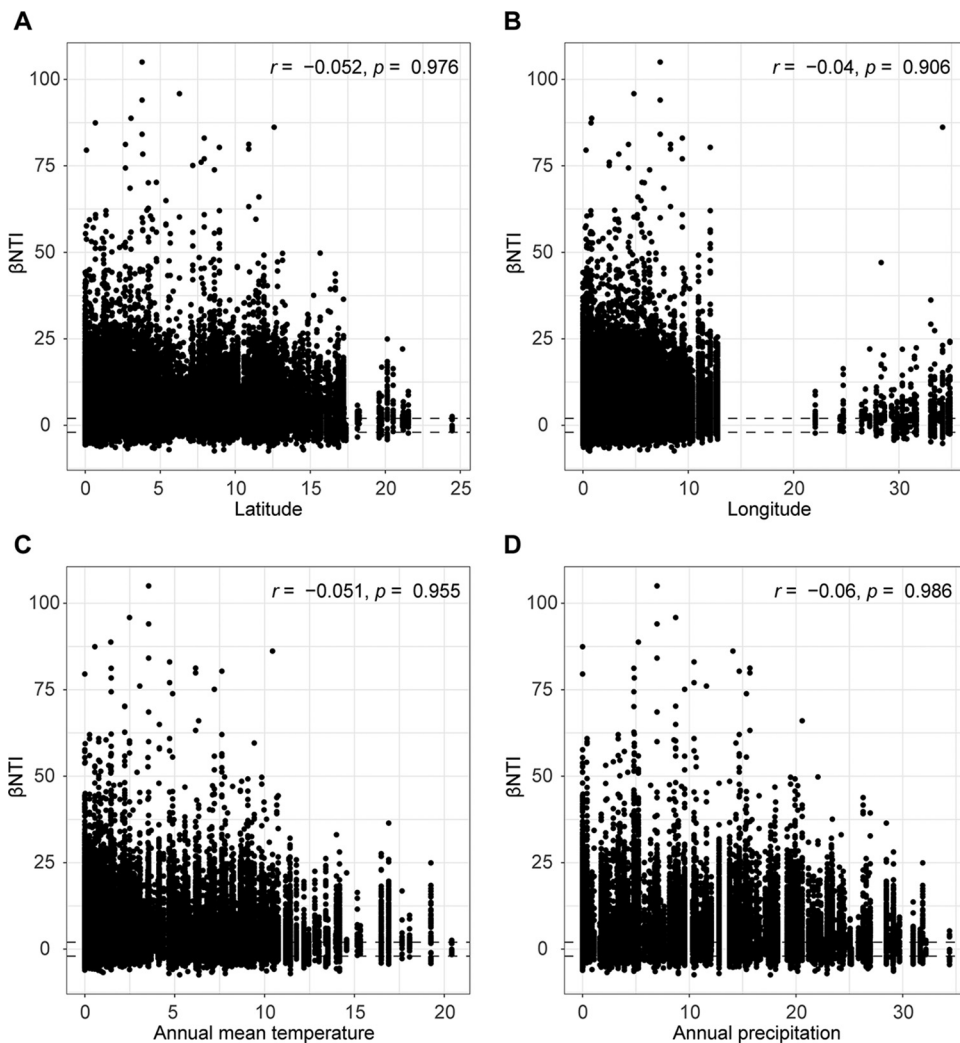 A
r = −0.052, p = 0.976
100
75
50
25
0
βNTI
0 5 10 15 20 25
Latitude
B
r = −0.04, p = 0.906
100
75
50
25
0
βNTI
0 10 20 30
Longitude
C
r = −0.051, p = 0.955
100
75
50
25
0
βNTI
0 5 10 15 20
Annual mean temperature
D
r = −0.06, p = 0.986
100
75
50
25
0
βNTI
0 10 20 30
Annual precipitation